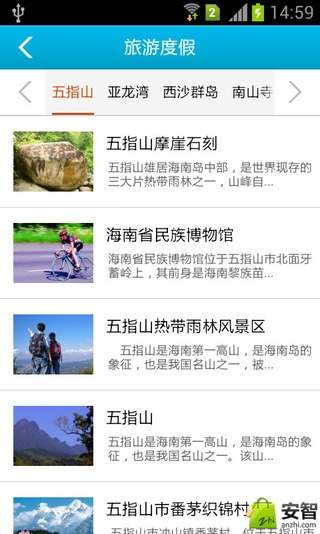 14:59
旅游度假
五指山 亚龙湾 西沙群岛 南山寺
五指山摩崖石刻
五指山雄居海南岛中部，是世界现存的
三大片热带雨林之一，山峰自...
海南省民族博物馆
海南省民族博物馆位于五指山市北面牙
蓄岭上，其前身是海南黎族苗...
五指山热带雨林风景区
五指山是海南第一高山，是海南岛的
象征，也是我国名山之一，被...
五指山
五指山是海南第一高山，是海南岛的象
征，也是我国名山之一。该山...
五指山市番茅织锦村
五指山市冲山镇番茅村，有传统
安智
anzhi.com